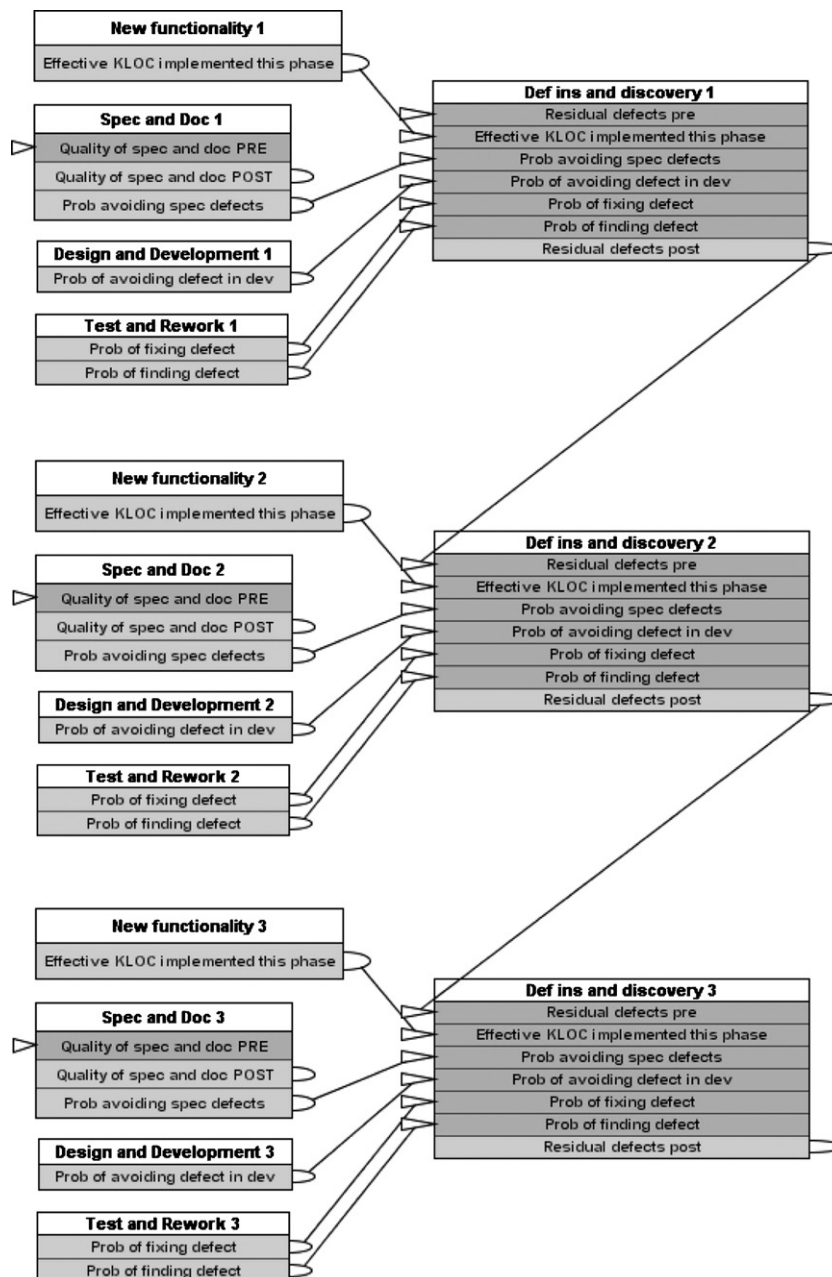 New functionality 1
Effective KLOC implemented this phase
Spec and Doc 1
Quality of spec and doc PRE
Quality of spec and doc POST
Prob avoiding spec defects
Design and Development 1
Prob of avoiding defect in dev
Test and Rework 1
Prob of fixing defect
Prob of finding defect
Def ins and discovery 1
Residual defects pre
Effective KLOC implemented this phase
Prob avoiding spec defects
Prob of avoiding defect in dev
Prob of fixing defect
Prob of finding defect
Residual defects post
New functionality 2
Effective KLOC implemented this phase
Spec and Doc 2
Quality of spec and doc PRE
Quality of spec and doc POST
Prob avoiding spec defects
Design and Development 2
Prob of avoiding defect in dev
Test and Rework 2
Prob of fixing defect
Prob of finding defect
Def ins and discovery 2
Residual defects pre
Effective KLOC implemented this phase
Prob avoiding spec defects
Prob of avoiding defect in dev
Prob of fixing defect
Prob of finding defect
Residual defects post
New functionality 3
Effective KLOC implemented this phase
Spec and Doc 3
Quality of spec and doc PRE
Quality of spec and doc POST
Prob avoiding spec defects
Design and Development 3
Prob of avoiding defect in dev
Test and Rework 3
Prob of fixing defect
Prob of finding defect
Def ins and discovery 3
Residual defects pre
Effective KLOC implemented this phase
Prob avoiding spec defects
Prob of avoiding defect in dev
Prob of fixing defect
Prob of finding defect
Residual defects post